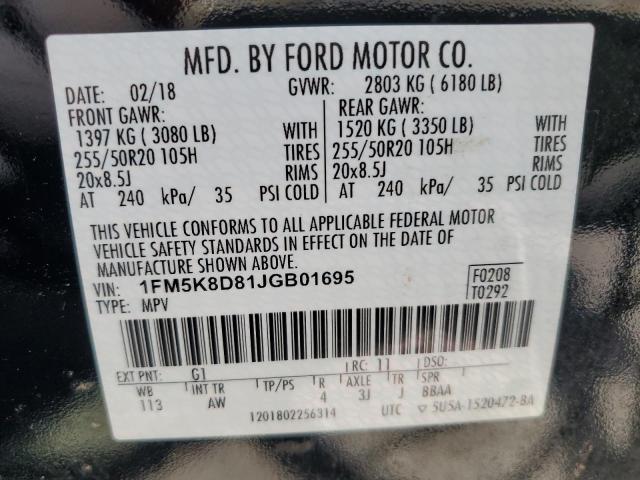 MFD. BY FORD MOTOR CO.
DATE: 02/18 GVWR: 2803 KG ( 6180 LB)
FRONT GAWR: REAR GAWR:
1397 KG ( 3080 LB) WITH 1520 KG ( 3350 LB) WITH
255/50R20 105H TIRES 255/50R20 105H TIRES
20x8.5J RIMS 20x8.5J RIMS
AT 240 kPa/ 35 PSI COLD AT 240 kPa/ 35 PSI COLD
THIS VEHICLE CONFORMS TO ALL APPLICABLE FEDERAL MOTOR
VEHICLE SAFETY STANDARDS IN EFFECT ON THE DATE OF
MANUFACTURE SHOWN ABOVE.
VIN: 1FM5K8D81JGB01695 F0208
TYPE: MPV T0292
EXT PNT: G1 RC: 11 DSO:
WB INT TR TP/PS R AXLE TR SPR
113 AW 4 3J J BBAA
1201802256314 UTC ▽ 5U5A-1520472-BA